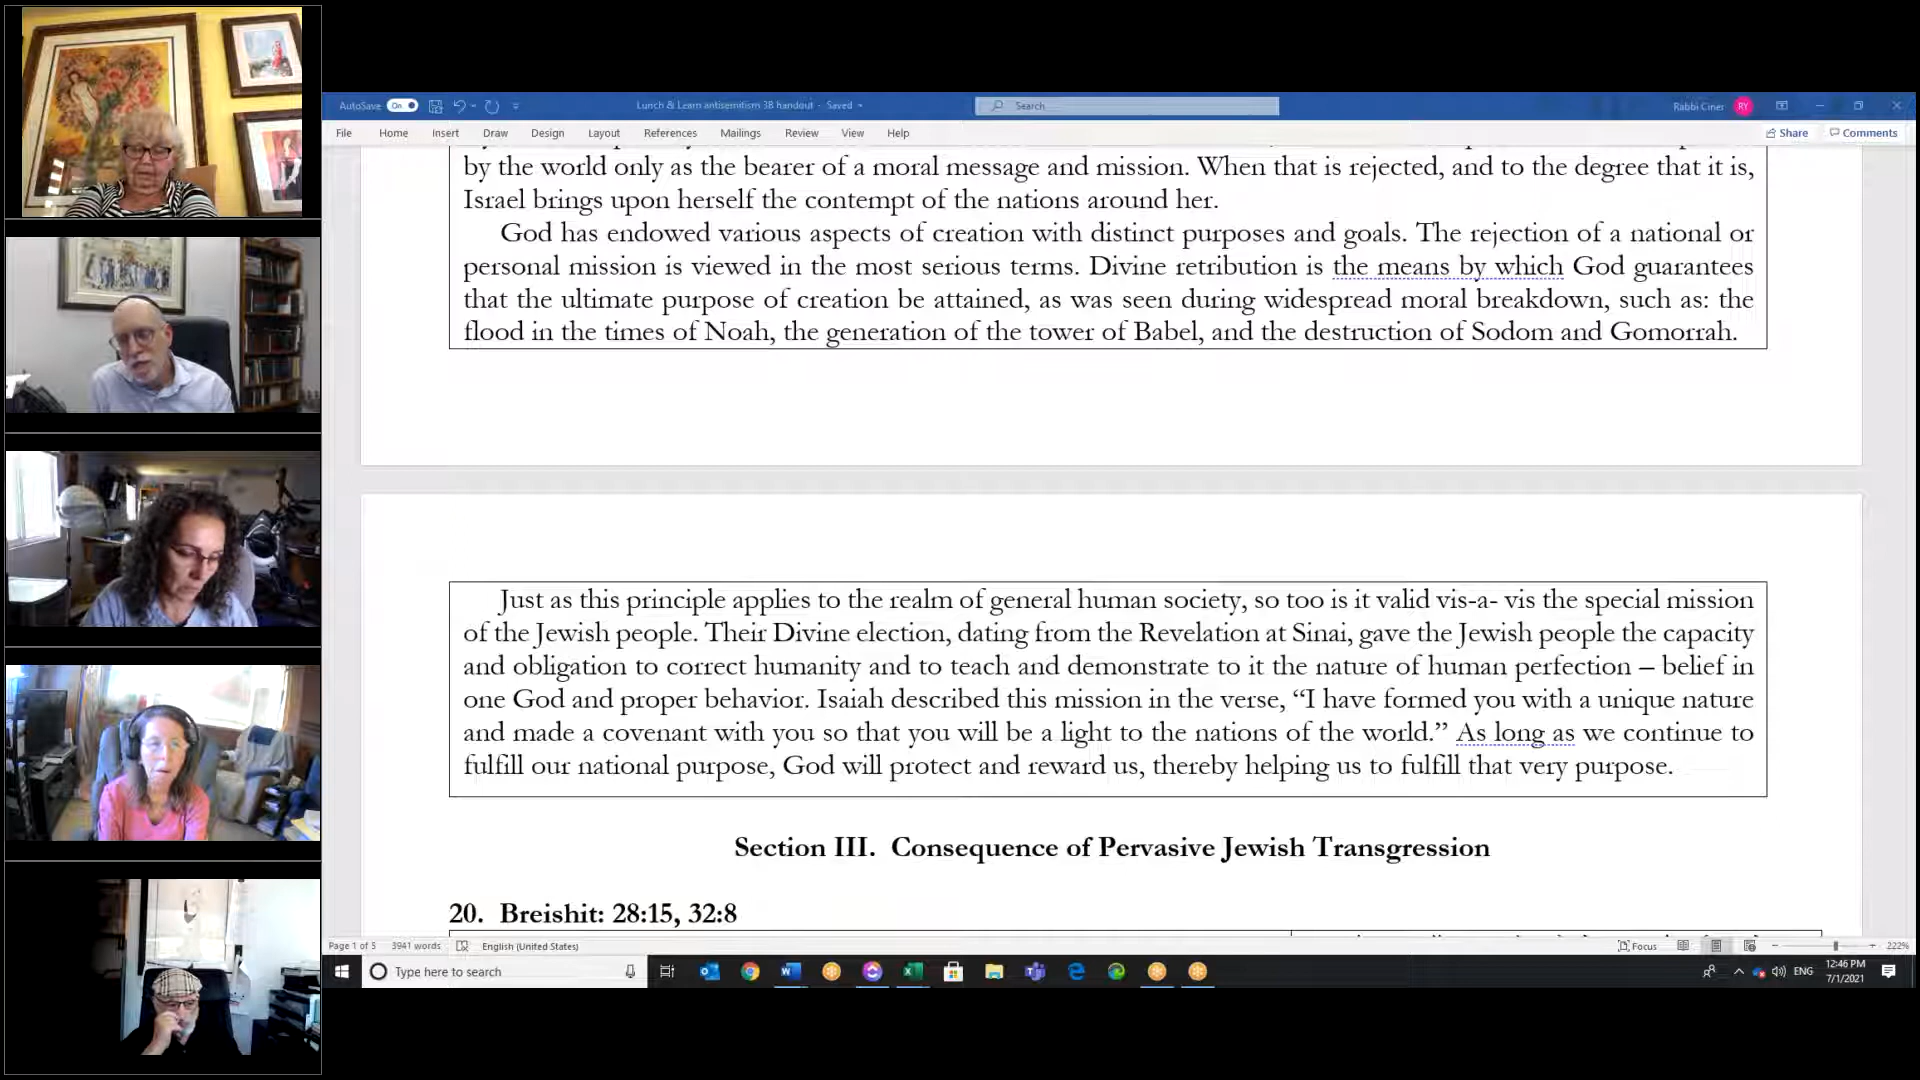 AutoSave On
Lunch & Learn antisemitism 3B handout - Saved
Search
Rabbi Ciner RY
File Home Insert Draw Design Layout References Mailings Review View Help
Share Comments
by the world only as the bearer of a moral message and mission. When that is rejected, and to the degree that it is,
Israel brings upon herself the contempt of the nations around her.
God has endowed various aspects of creation with distinct purposes and goals. The rejection of a national or
personal mission is viewed in the most serious terms. Divine retribution is the means by which God guarantees
that the ultimate purpose of creation be attained, as was seen during widespread moral breakdown, such as: the
flood in the times of Noah, the generation of the tower of Babel, and the destruction of Sodom and Gomorrah.
Just as this principle applies to the realm of general human society, so too is it valid vis-a- vis the special mission
of the Jewish people. Their Divine election, dating from the Revelation at Sinai, gave the Jewish people the capacity
and obligation to correct humanity and to teach and demonstrate to it the nature of human perfection – belief in
one God and proper behavior. Isaiah described this mission in the verse, “I have formed you with a unique nature
and made a covenant with you so that you will be a light to the nations of the world.” As long as we continue to
fulfill our national purpose, God will protect and reward us, thereby helping us to fulfill that very purpose.
Section III. Consequence of Pervasive Jewish Transgression
20. Breishit: 28:15, 32:8
Page 1 of 5 3941 words English (United States)
Focus
222%
Type here to search
ENG
12:46 PM
7/1/2021